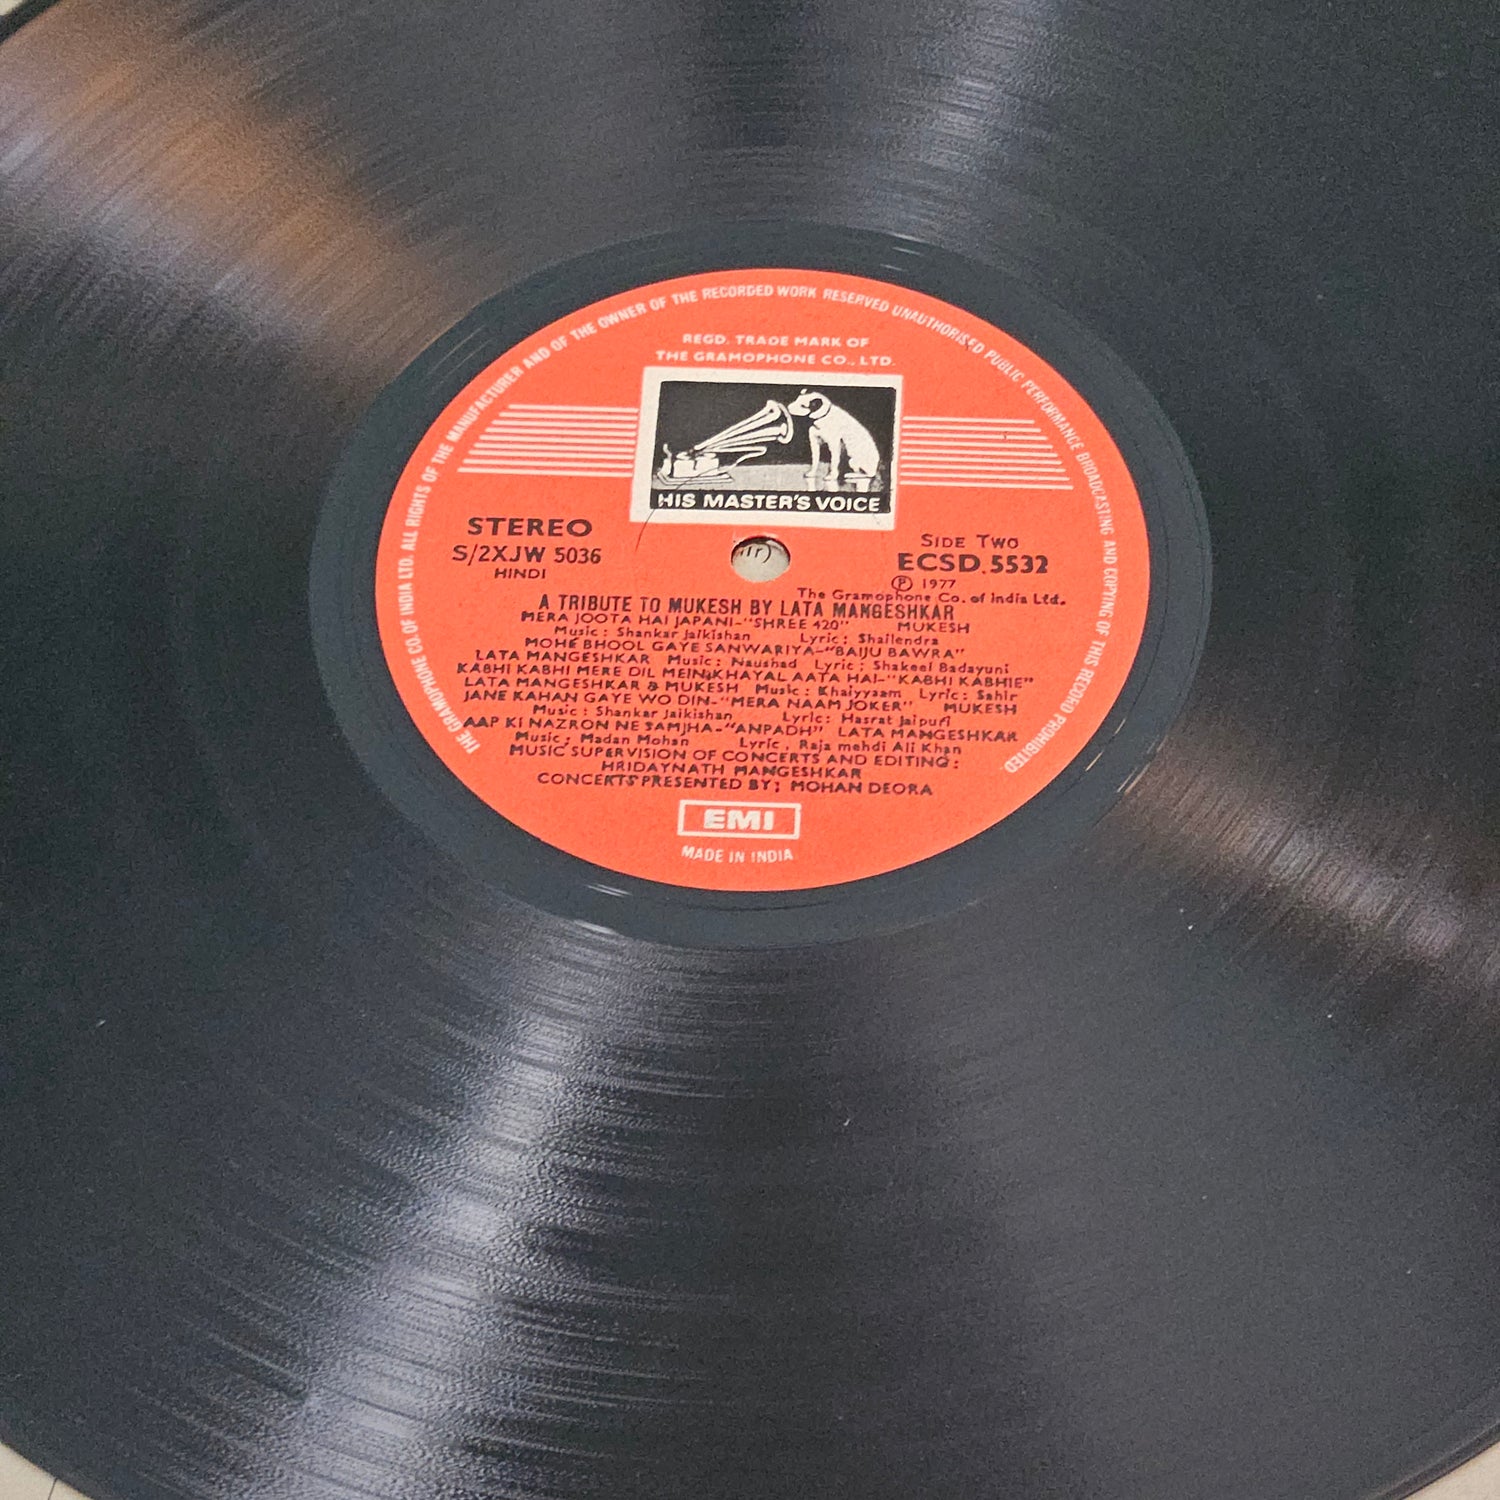 THE GRAMOPHONE CO. OF INDIA LTD. ALL RIGHTS OF THE MANUFACTURER AND OF THE OWNER OF THE RECORDED WORK RESERVED UNAUTHORISED PUBLIC PERFORMANCE BROADCASTING AND COPYING OF THIS RECORD PROHIBITED
REGD. TRADE MARK OF
THE GRAMOPHONE CO., LTD.
HIS MASTER'S VOICE
STEREO
S/2XJW 5036
HINDI
SIDE TWO
ECSD.5532
℗ 1977
The Gramophone Co. of India Ltd.
A TRIBUTE TO MUKESH BY LATA MANGESHKAR
MERA JOOTA HAI JAPANI-"SHREE 420" MUKESH
Music: Shankar Jaikishan Lyric: Shailendra
MOHE BHOOL GAYE SANWARIYA-"BAIJU BAWRA"
LATA MANGESHKAR Music: Naushad Lyric: Shakeel Badayuni
KABHI KABHI MERE DIL MEIN KHAYAL AATA HAI-"KABHI KABHIE"
LATA MANGESHKAR & MUKESH Music: Khaiyyaam Lyric: Sahir
JANE KAHAN GAYE WO DIN-"MERA NAAM JOKER" MUKESH
Music: Shankar Jaikishan Lyric: Hasrat Jaipuri
AAP KI NAZRON NE SAMJHA-"ANPADH" LATA MANGESHKAR
Music: Madan Mohan Lyric. Raja mehdi Ali Khan
MUSIC SUPERVISION OF CONCERTS AND EDITING:
HRIDAYNATH MANGESHKAR
CONCERTS PRESENTED BY: MOHAN DEORA
EMI
MADE IN INDIA